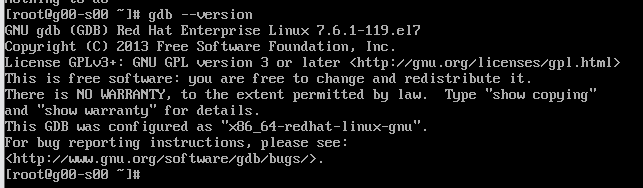 Nothing to do
[root@g00-s00 ~]# gdb --version
GNU gdb (GDB) Red Hat Enterprise Linux 7.6.1-119.el7
Copyright (C) 2013 Free Software Foundation, Inc.
License GPLv3+: GNU GPL version 3 or later <http://gnu.org/licenses/gpl.html>
This is free software: you are free to change and redistribute it.
There is NO WARRANTY, to the extent permitted by law.  Type "show copying"
and "show warranty" for details.
This GDB was configured as "x86_64-redhat-linux-gnu".
For bug reporting instructions, please see:
<http://www.gnu.org/software/gdb/bugs/>.
[root@g00-s00 ~]#